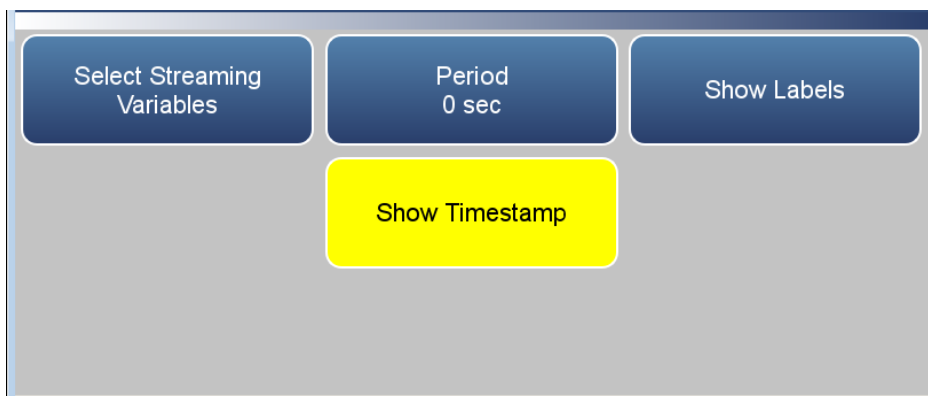 Select Streaming
Variables
Period
0 sec
Show Labels
Show Timestamp